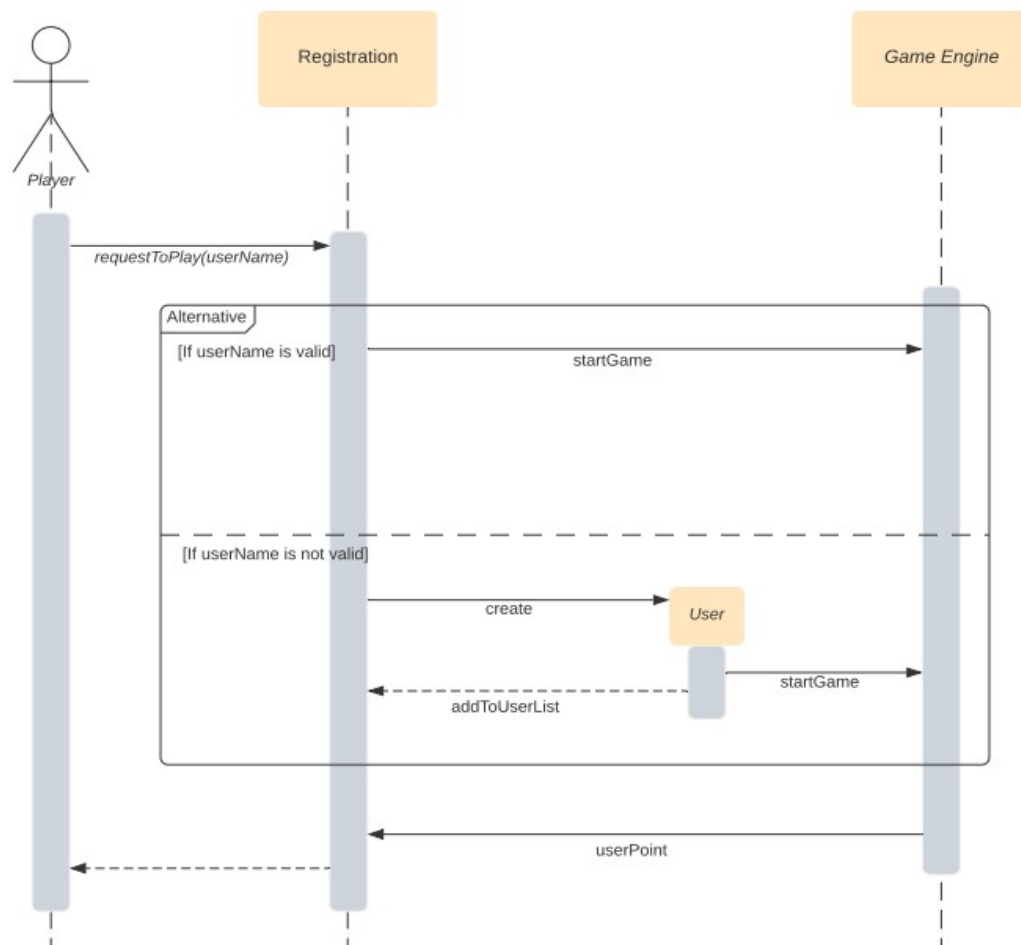 Registration
Game Engine
Player
requestToPlay(userName)
Alternative
[If userName is valid]
startGame
[If userName is not valid]
create
User
startGame
addToUserList
userPoint